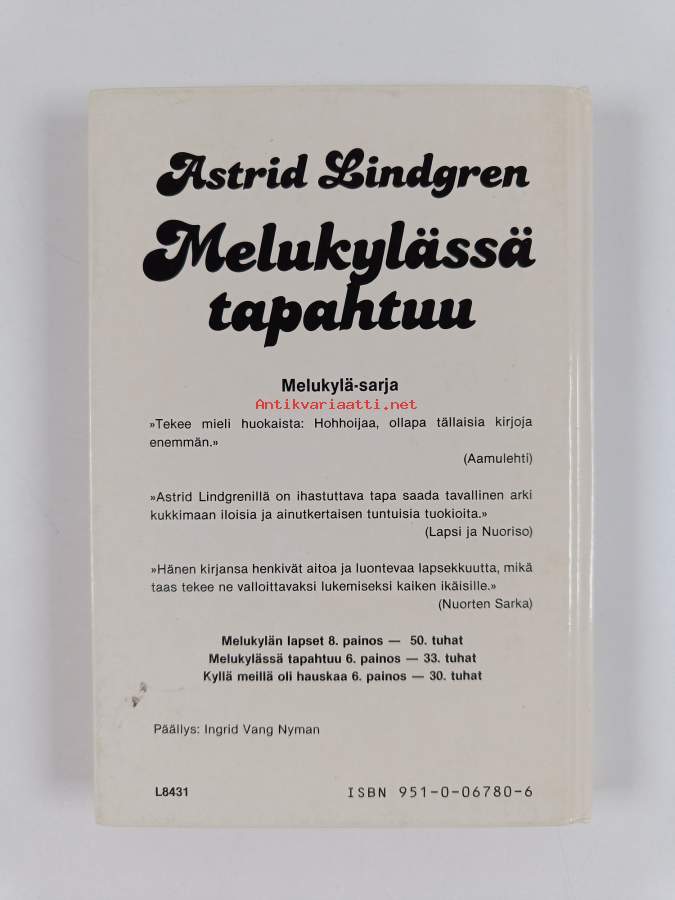 Astrid Lindgren
Melukylässä
tapahtuu
Melukylä-sarja
Antikvariaatti.net
»Tekee mieli huokaista: Hohhoijaa, ollapa tällaisia kirjoja
enemmän.»
(Aamulehti)
»Astrid Lindgrenillä on ihastuttava tapa saada tavallinen arki
kukkimaan iloisia ja ainutkertaisen tuntuisia tuokioita.»
(Lapsi ja Nuoriso)
»Hänen kirjansa henkivät aitoa ja luontevaa lapsekkuutta, mikä
taas tekee ne valloittavaksi lukemiseksi kaiken ikäisille.»
(Nuorten Sarka)
Melukylän lapset 8. painos — 50. tuhat
Melukylässä tapahtuu 6. painos — 33. tuhat
Kyllä meillä oli hauskaa 6. painos — 30. tuhat
Päällys: Ingrid Vang Nyman
L8431 ISBN 951-0-06780-6